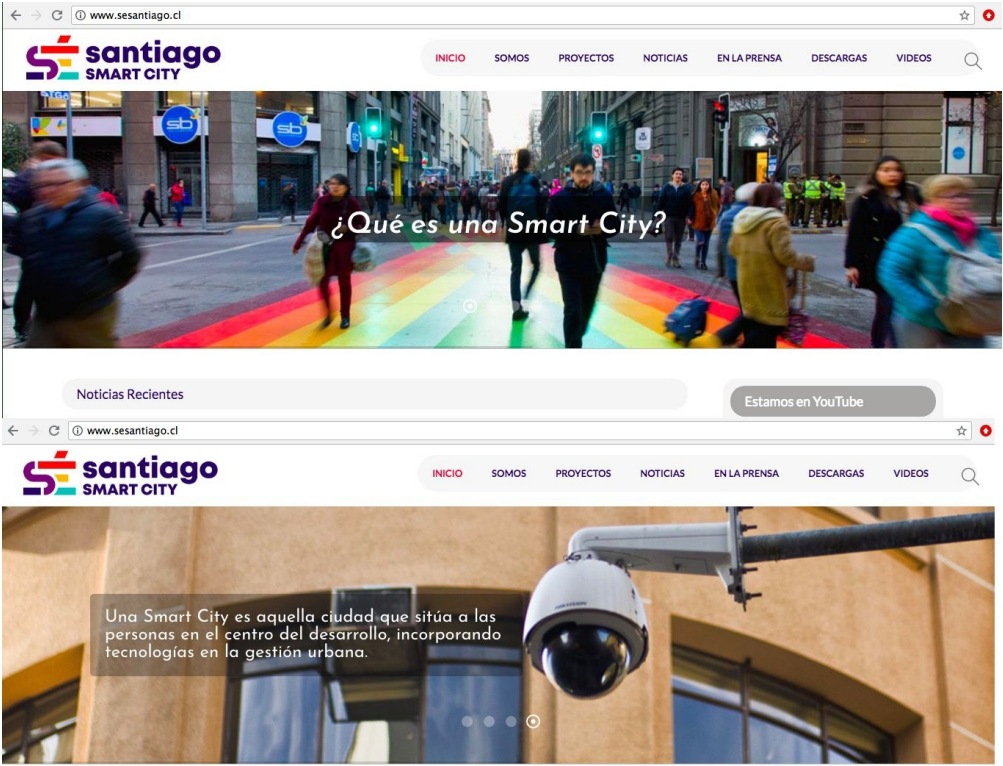 www.sesantiago.cl
santiago
SMART CITY
INICIO SOMOS PROYECTOS NOTICIAS EN LA PRENSA DESCARGAS VIDEOS
sb
sb
¿Qué es una Smart City?
Noticias Recientes
Estamos en YouTube
www.sesantiago.cl
santiago
SMART CITY
INICIO SOMOS PROYECTOS NOTICIAS EN LA PRENSA DESCARGAS VIDEOS
HIKVISION
Una Smart City es aquella ciudad que sitúa a las
personas en el centro del desarrollo, incorporando
tecnologías en la gestión urbana.